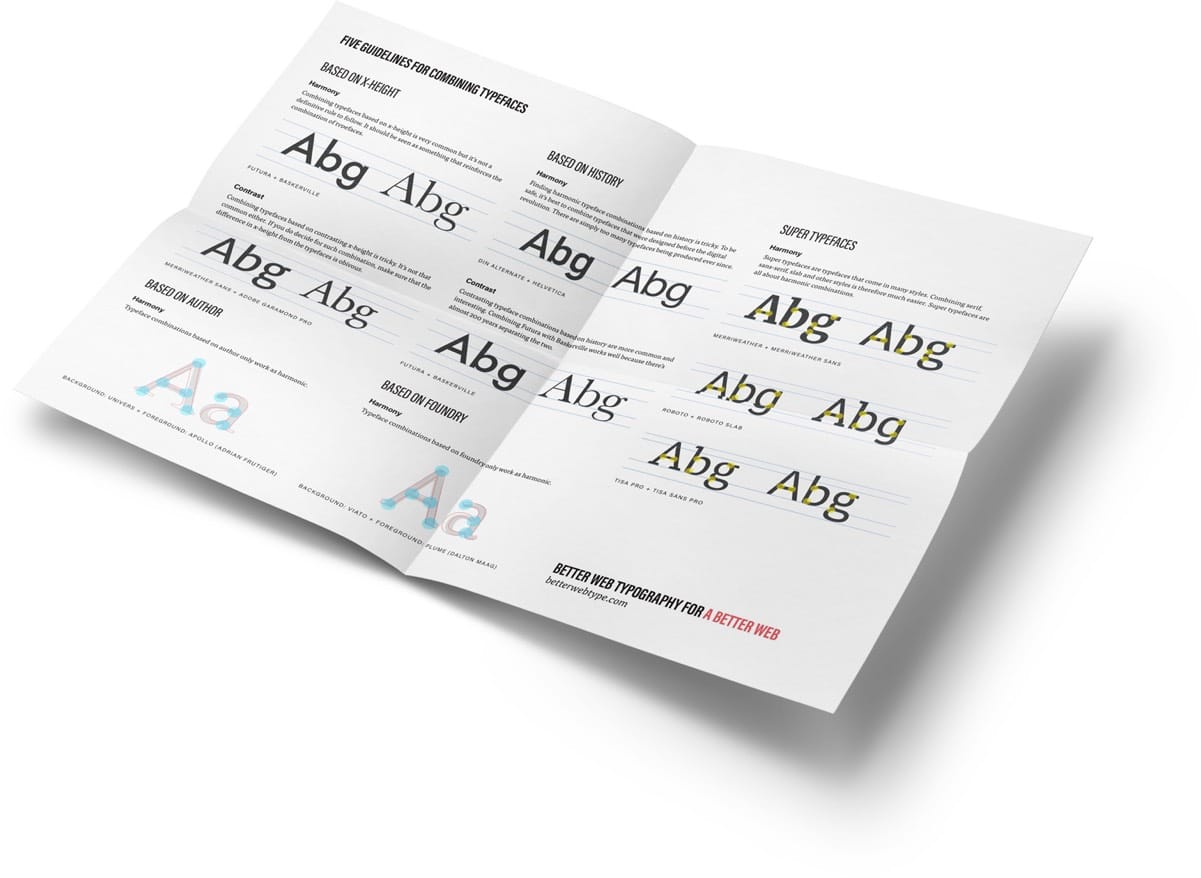 FIVE GUIDELINES FOR COMBINING TYPEFACES
BASED ON X-HEIGHT
Harmony
Combining typefaces based on x-height is very common but it's not a
definitive rule to follow. It should be seen as something that reinforces the
combination of typefaces.
Abg Abg
FUTURA + BASKERVILLE
Contrast
Combining typefaces based on contrasting x-height is tricky. It's not that
common either. If you do decide for such combination, make sure that the
difference in x-height from the typefaces is obvious.
Abg Abg
MERRIWEATHER SANS + ADOBE GARAMOND PRO
BASED ON AUTHOR
Harmony
Typeface combinations based on author only work as harmonic.
Aa
BACKGROUND: UNIVERS + FOREGROUND: APOLLO (ADRIAN FRUTIGER)
BASED ON HISTORY
Harmony
Finding harmonic typeface combinations based on history is tricky. To be
safe, it's best to combine typefaces that were designed before the digital
revolution. There are simply too many typefaces being produced ever since.
Abg Abg
DIN ALTERNATE + HELVETICA
Contrast
Contrasting typeface combinations based on history are more common and
interesting. Combining Futura with Baskerville works well because there's
almost 200 years separating the two.
Abg Abg
FUTURA + BASKERVILLE
BASED ON FOUNDRY
Harmony
Typeface combinations based on foundry only work as harmonic.
Aa
BACKGROUND: VIATO + FOREGROUND: PLUME (DALTON MAAG)
SUPER TYPEFACES
Harmony
Super typefaces are typefaces that come in many styles. Combining serif,
sans-serif, slab and other styles is therefore much easier. Super typefaces are
all about harmonic combinations.
Abg Abg
MERRIWEATHER + MERRIWEATHER SANS
Abg Abg
ROBOTO + ROBOTO SLAB
Abg Abg
TISA PRO + TISA SANS PRO
BETTER WEB TYPOGRAPHY FOR A BETTER WEB
betterwebtype.com